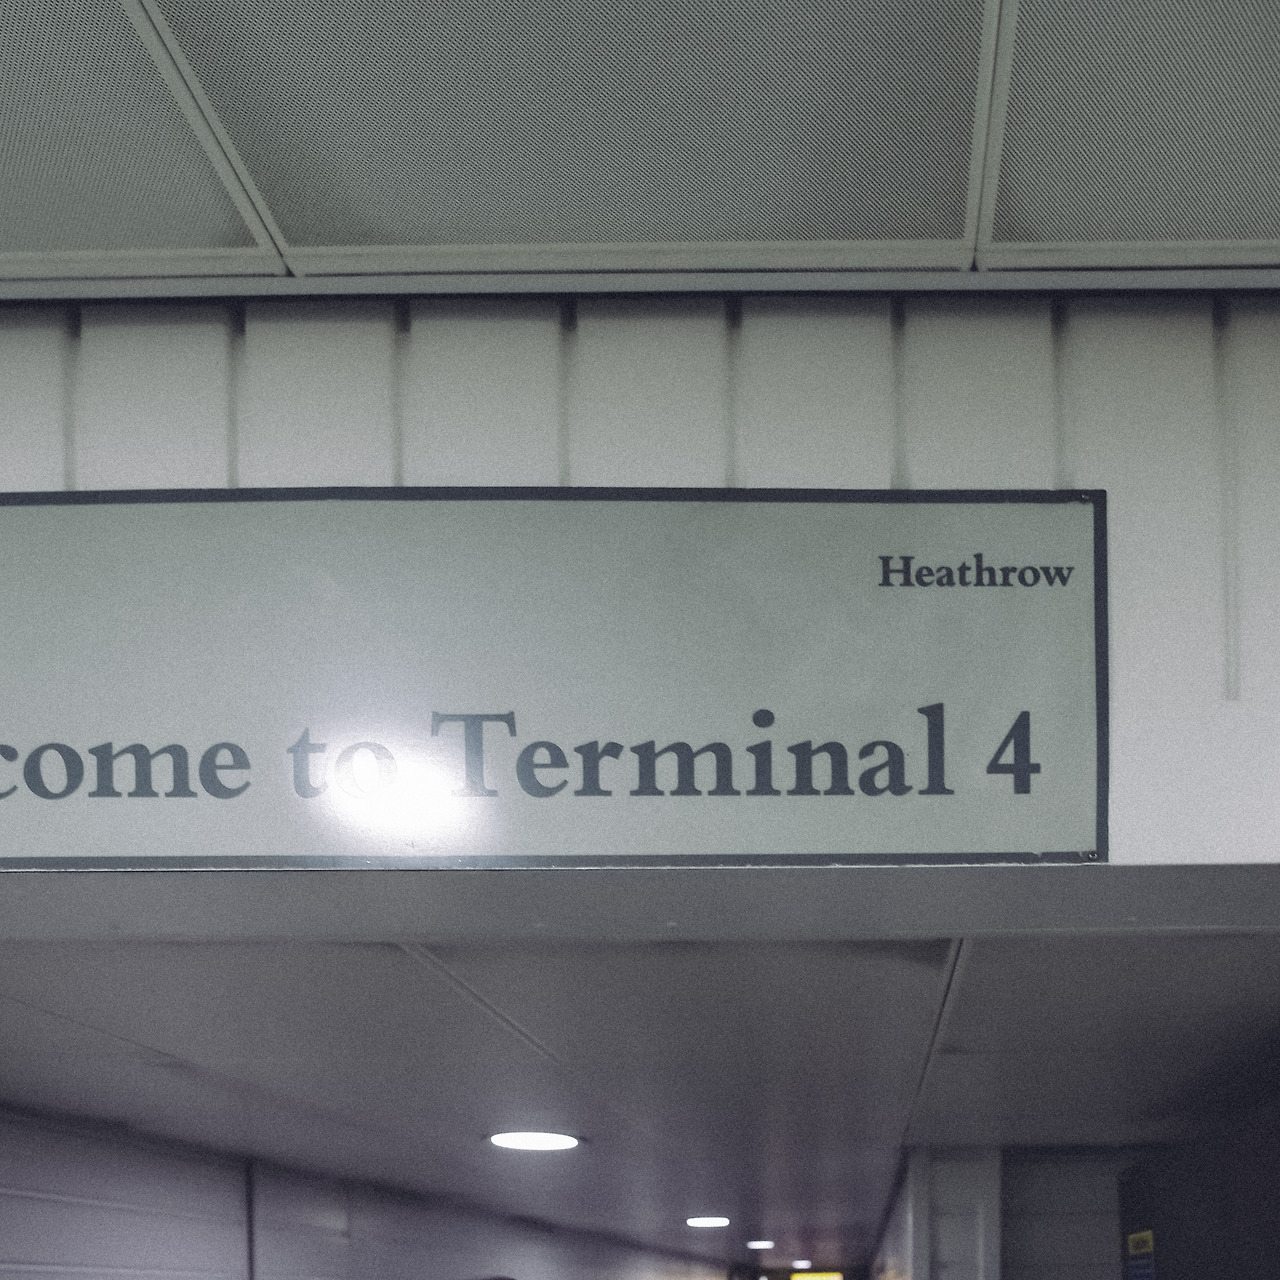 Heathrow
come to Terminal 4